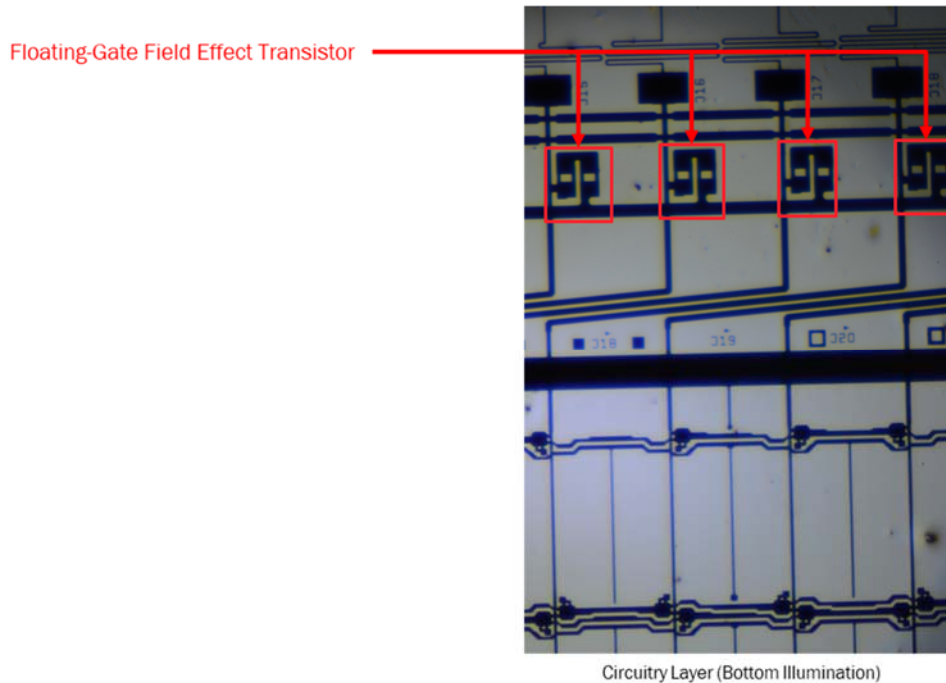 Floating-Gate Field Effect Transistor
J15 J16 J17 J18
J18 J19 J20
Circuitry Layer (Bottom Illumination)